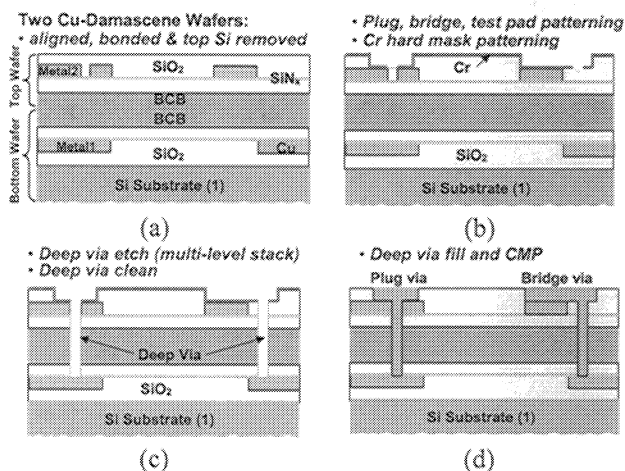 Two Cu-Damascene Wafers:
• aligned, bonded & top Si removed
Top Wafer
Metal2
SiO₂
SiNₓ
BCB
BCB
Bottom Wafer
Metal1
SiO₂
Cu
Si Substrate (1)
(a)
• Plug, bridge, test pad patterning
• Cr hard mask patterning
Cr
SiO₂
Si Substrate (1)
(b)
• Deep via etch (multi-level stack)
• Deep via clean
Deep Via
SiO₂
Si Substrate (1)
(c)
• Deep via fill and CMP
Plug via
Bridge via
Si Substrate (1)
(d)